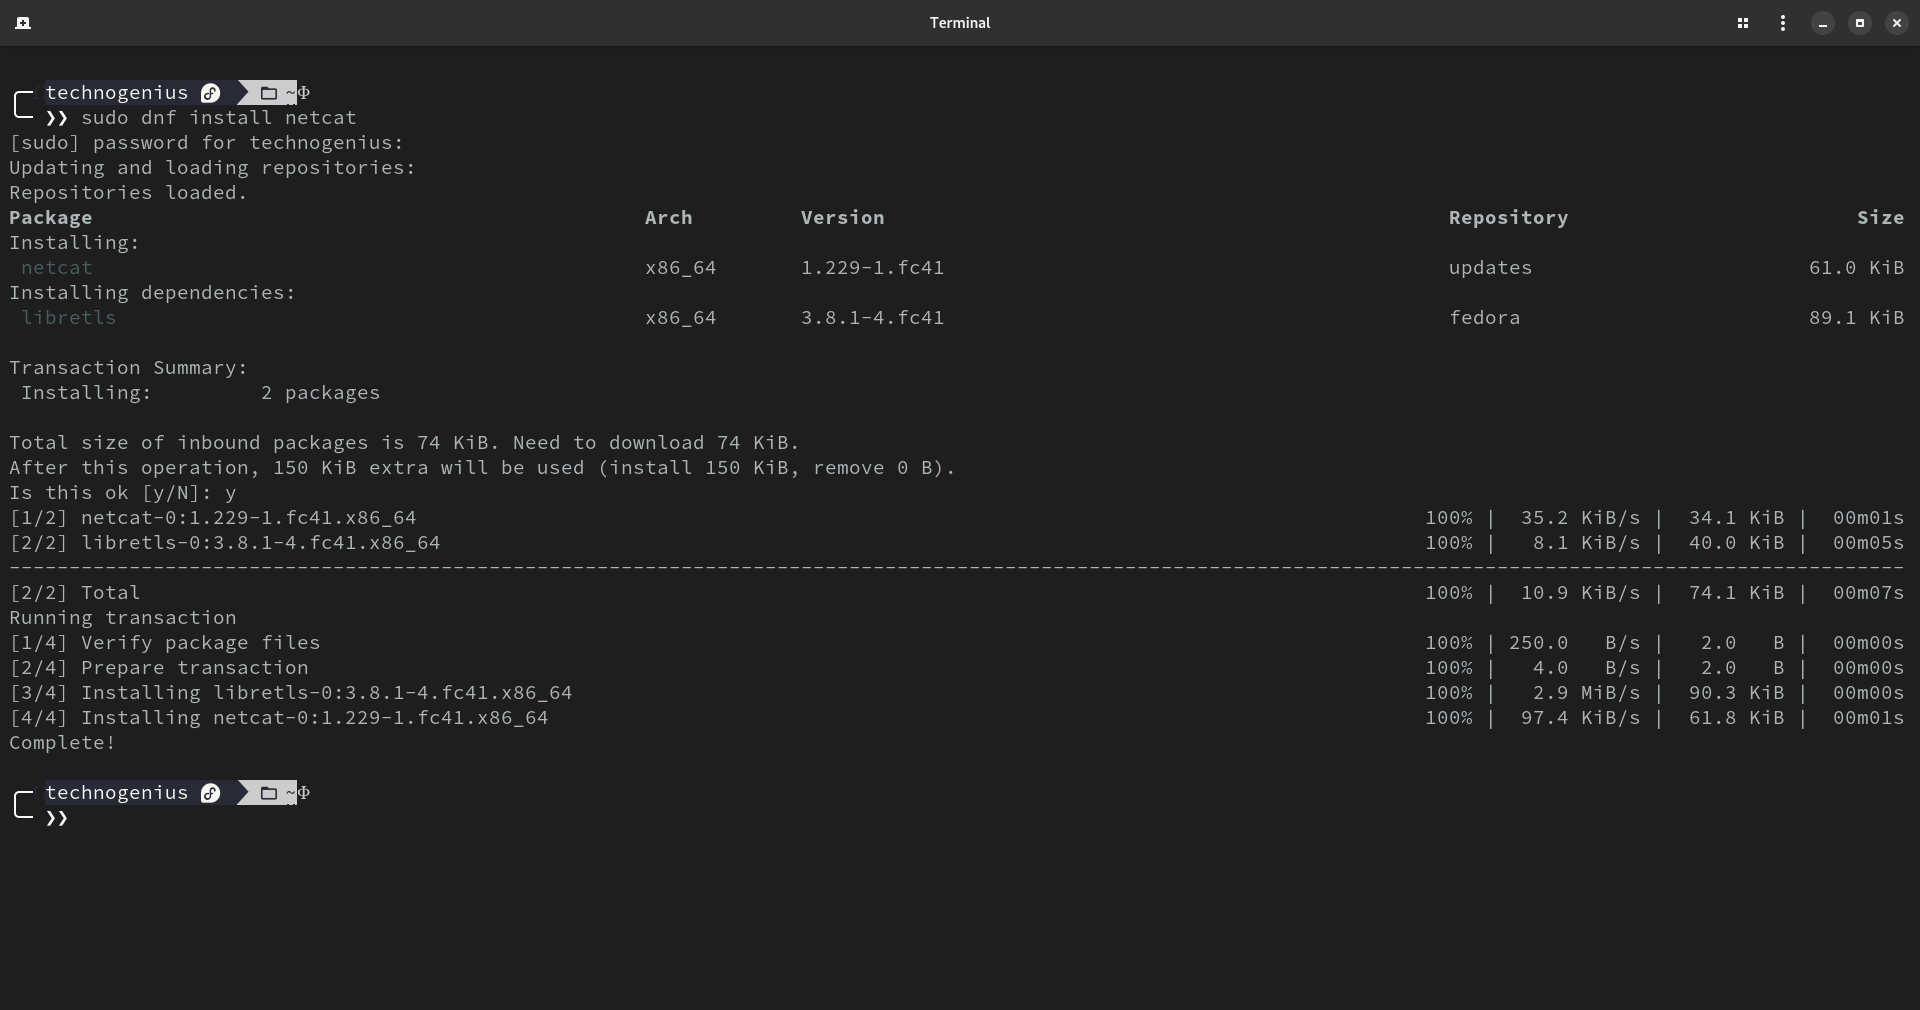 Terminal
technogenius ~Φ
❯❯ sudo dnf install netcat
[sudo] password for technogenius:
Updating and loading repositories:
Repositories loaded.
Package Arch Version Repository Size
Installing:
netcat x86_64 1.229-1.fc41 updates 61.0 KiB
Installing dependencies:
libretls x86_64 3.8.1-4.fc41 fedora 89.1 KiB
Transaction Summary:
Installing: 2 packages
Total size of inbound packages is 74 KiB. Need to download 74 KiB.
After this operation, 150 KiB extra will be used (install 150 KiB, remove 0 B).
Is this ok [y/N]: y
[1/2] netcat-0:1.229-1.fc41.x86_64 100% | 35.2 KiB/s | 34.1 KiB | 00m01s
[2/2] libretls-0:3.8.1-4.fc41.x86_64 100% | 8.1 KiB/s | 40.0 KiB | 00m05s
--------------------------------------------------------------------------------------------------------------------------------------------------------------
[2/2] Total 100% | 10.9 KiB/s | 74.1 KiB | 00m07s
Running transaction
[1/4] Verify package files 100% | 250.0 B/s | 2.0 B | 00m00s
[2/4] Prepare transaction 100% | 4.0 B/s | 2.0 B | 00m00s
[3/4] Installing libretls-0:3.8.1-4.fc41.x86_64 100% | 2.9 MiB/s | 90.3 KiB | 00m00s
[4/4] Installing netcat-0:1.229-1.fc41.x86_64 100% | 97.4 KiB/s | 61.8 KiB | 00m01s
Complete!
technogenius ~Φ
❯❯